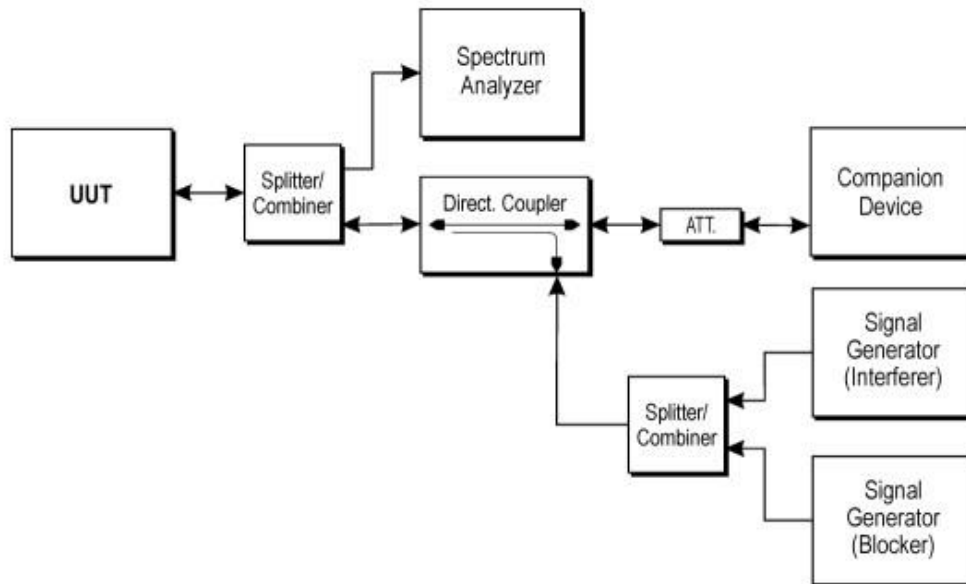 Spectrum
Analyzer
UUT
Splitter/
Combiner
Direct. Coupler
ATT.
Companion
Device
Signal
Generator
(Interferer)
Splitter/
Combiner
Signal
Generator
(Blocker)